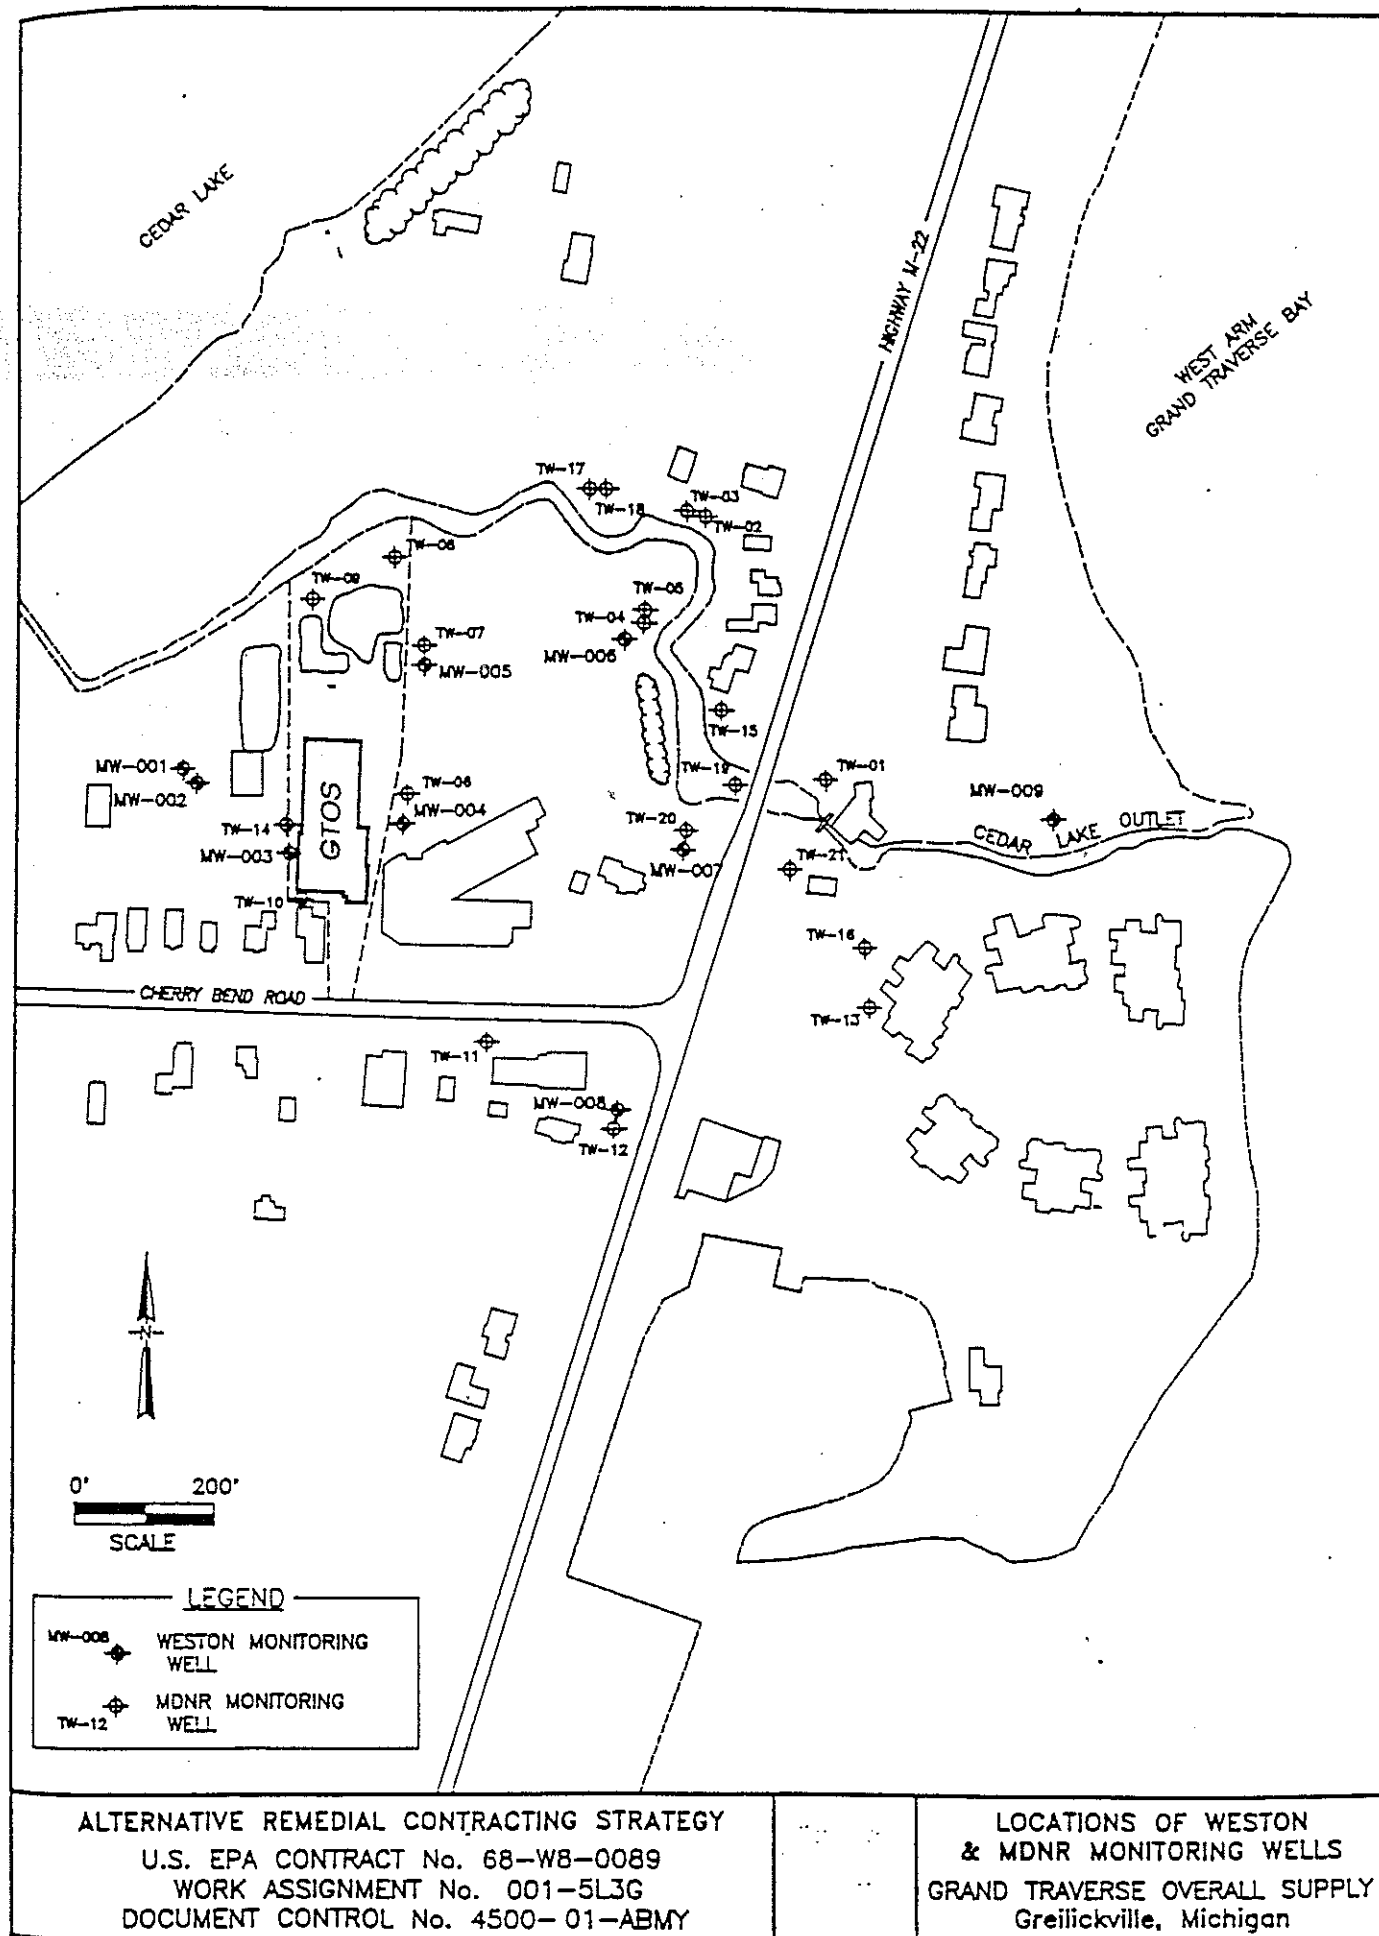 CEDAR LAKE
HIGHWAY M-22
WEST ARM
GRAND TRAVERSE BAY
TW-17
TW-18
TW-03
TW-02
TW-08
TW-09
TW-05
TW-04
MW-006
TW-07
MW-005
TW-15
MW-001
MW-002
TW-19
TW-01
MW-009
TW-06
MW-004
TW-14
MW-003
GTOS
TW-20
MW-007
CEDAR LAKE OUTLET
TW-21
TW-10
TW-16
CHERRY BEND ROAD
TW-13
TW-11
MW-008
TW-12
N
0' 200'
SCALE
LEGEND
MW-008
WESTON MONITORING
WELL
MDNR MONITORING
TW-12
WELL
ALTERNATIVE REMEDIAL CONTRACTING STRATEGY
U.S. EPA CONTRACT No. 68-W8-0089
WORK ASSIGNMENT No. 001-5L3G
DOCUMENT CONTROL No. 4500-01-ABMY
LOCATIONS OF WESTON
& MDNR MONITORING WELLS
GRAND TRAVERSE OVERALL SUPPLY
Greilickville, Michigan